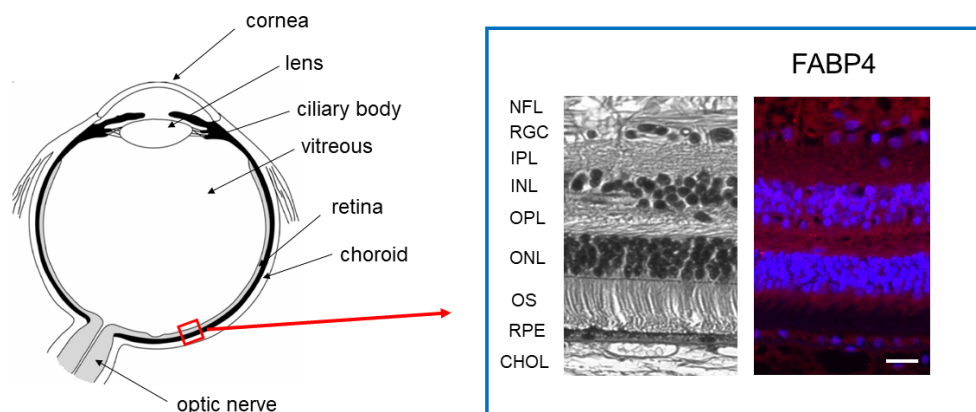 cornea
lens
ciliary body
vitreous
retina
choroid
optic nerve
FABP4
NFL
RGC
IPL
INL
OPL
ONL
OS
RPE
CHOL